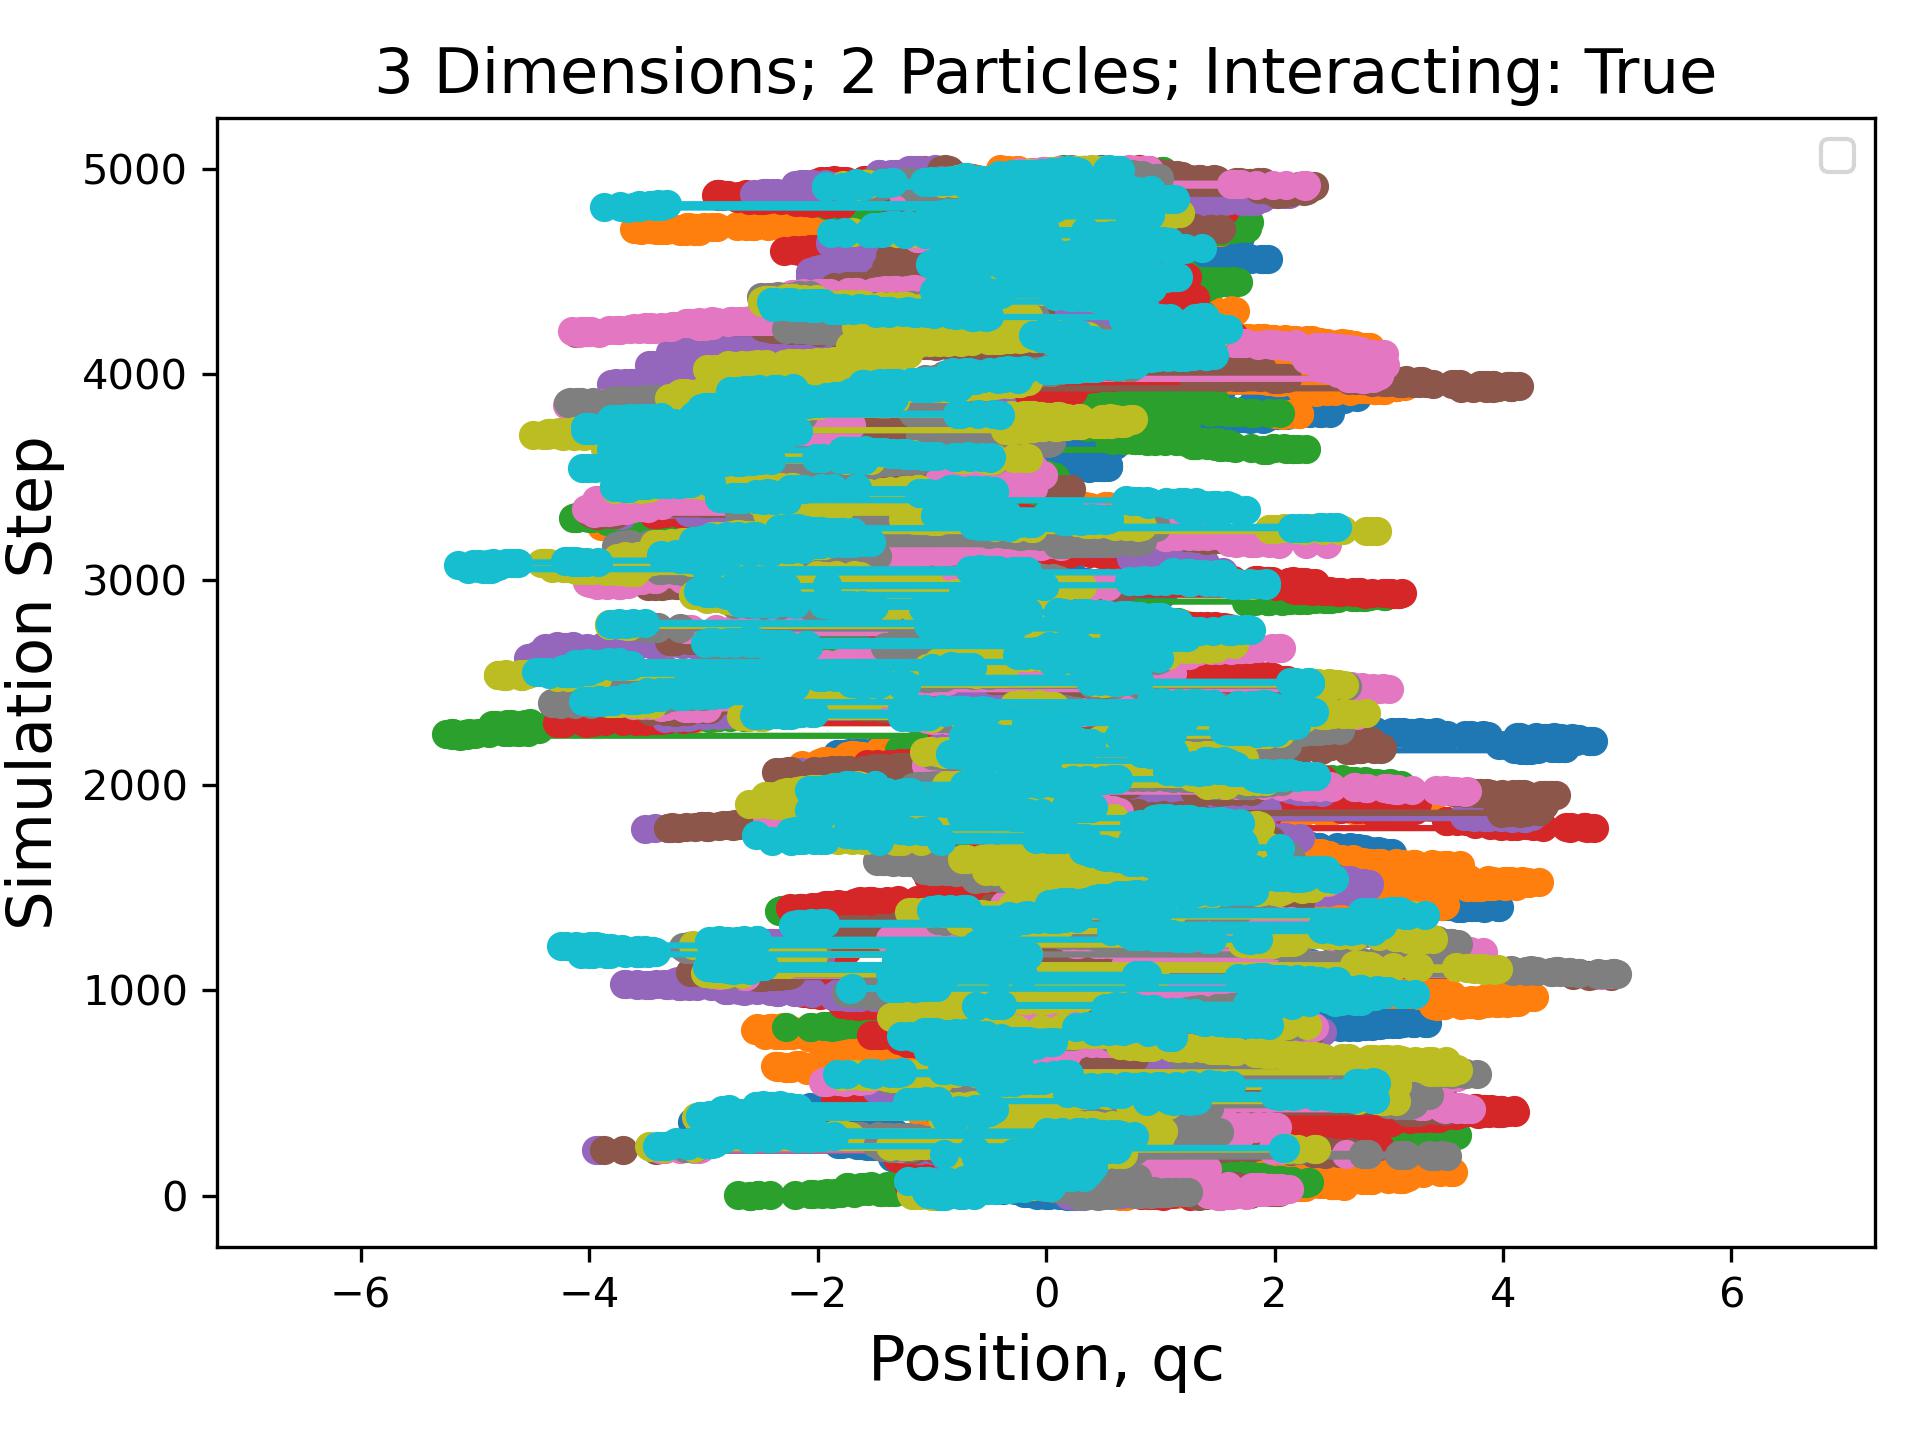 3 Dimensions; 2 Particles; Interacting: True
Simulation Step
5000
4000
3000
2000
1000
0
−6 −4 −2 0 2 4 6
Position, qc